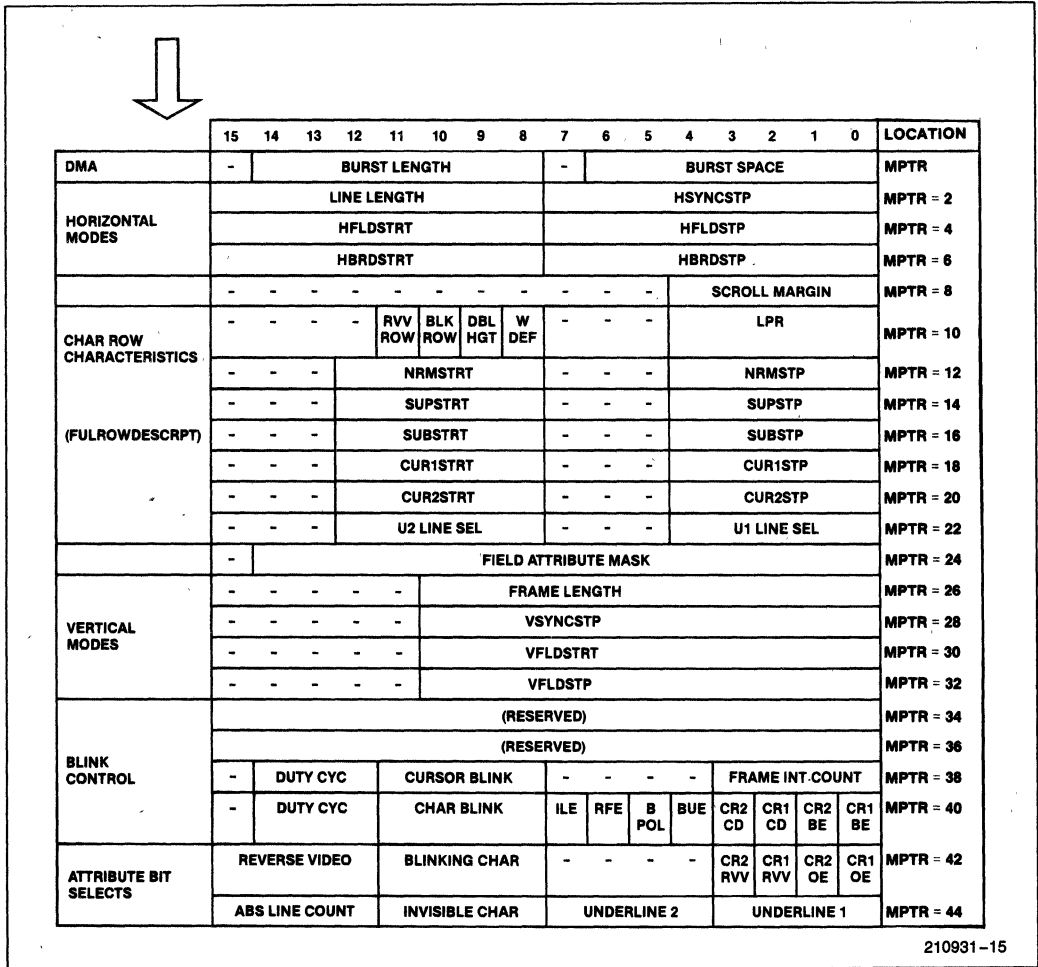 15 14 13 12 11 10 9 8 7 6 5 4 3 2 1 0 LOCATION
DMA - BURST LENGTH - BURST SPACE MPTR
HORIZONTAL MODES
LINE LENGTH HSYNCSTP MPTR = 2
HFLDSTRT HFLDSTP MPTR = 4
HBRDSTRT HBRDSTP MPTR = 6
- - - - - - - - - - - SCROLL MARGIN MPTR = 8
CHAR ROW CHARACTERISTICS
- - - - RVV ROW BLK ROW DBL HGT W DEF - - - LPR MPTR = 10
- - - NRMSTRT - - - NRMSTP MPTR = 12
- - - SUPSTRT - - - SUPSTP MPTR = 14
(FULROWDESCRPT) - - - SUBSTRT - - - SUBSTP MPTR = 16
- - - CUR1STRT - - - CUR1STP MPTR = 18
- - - CUR2STRT - - - CUR2STP MPTR = 20
- - - U2 LINE SEL - - - U1 LINE SEL MPTR = 22
- FIELD ATTRIBUTE MASK MPTR = 24
VERTICAL MODES
- - - - - FRAME LENGTH MPTR = 26
- - - - - VSYNCSTP MPTR = 28
- - - - - VFLDSTRT MPTR = 30
- - - - - VFLDSTP MPTR = 32
BLINK CONTROL
(RESERVED) MPTR = 34
(RESERVED) MPTR = 36
- DUTY CYC CURSOR BLINK - - - - FRAME INT COUNT MPTR = 38
- DUTY CYC CHAR BLINK ILE RFE B POL BUE CR2 CD CR1 CD CR2 BE CR1 BE MPTR = 40
ATTRIBUTE BIT SELECTS
REVERSE VIDEO BLINKING CHAR - - - - CR2 RVV CR1 RVV CR2 OE CR1 OE MPTR = 42
ABS LINE COUNT INVISIBLE CHAR UNDERLINE 2 UNDERLINE 1 MPTR = 44
210931-15